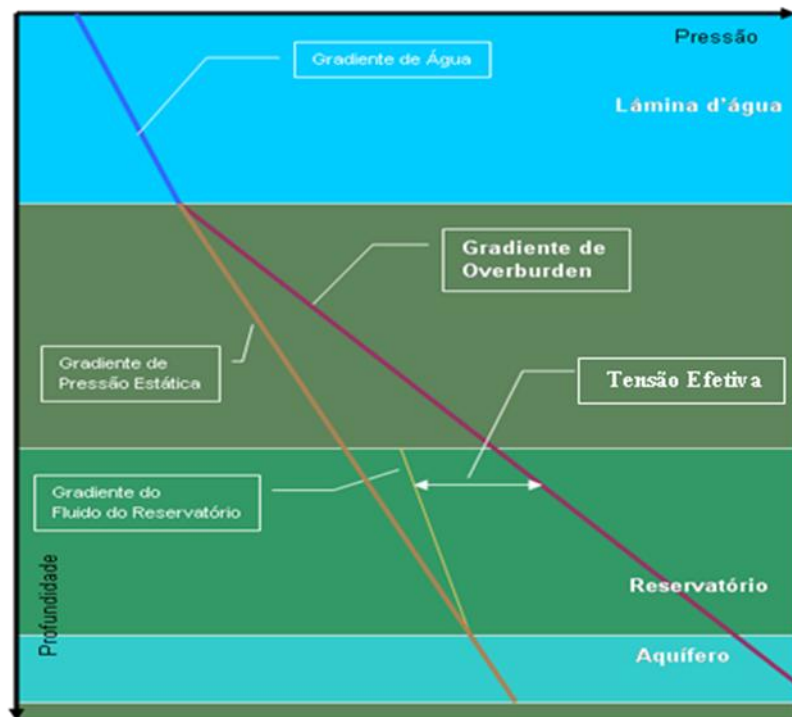 Pressão
Gradiente de Água
Lâmina d'água
Gradiente de
Overburden
Gradiente de
Pressão Estática
Tensão Efetiva
Gradiente do
Fluido do Reservatório
Profundidade
Reservatório
Aquífero